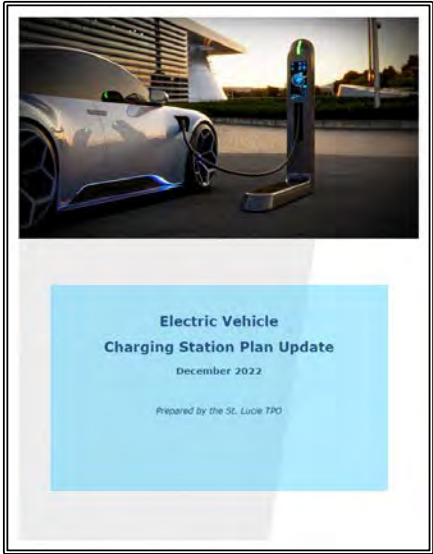 Electric Vehicle
Charging Station Plan Update
December 2022
Prepared by the St. Lucie TPO